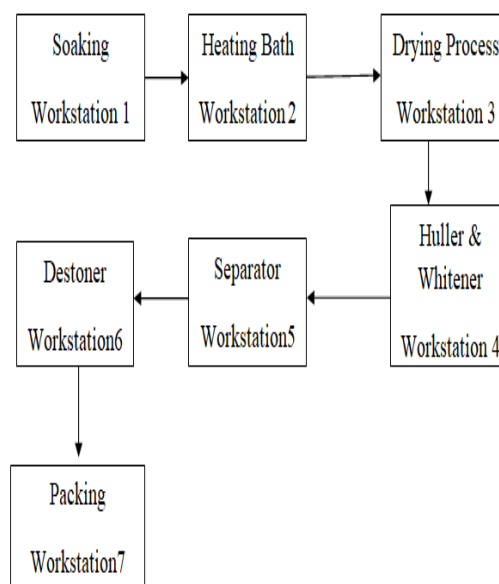 Soaking
Workstation 1
Heating Bath
Workstation 2
Drying Process
Workstation 3
Huller &
Whitener
Workstation 4
Separator
Workstation5
Destoner
Workstation6
Packing
Workstation7